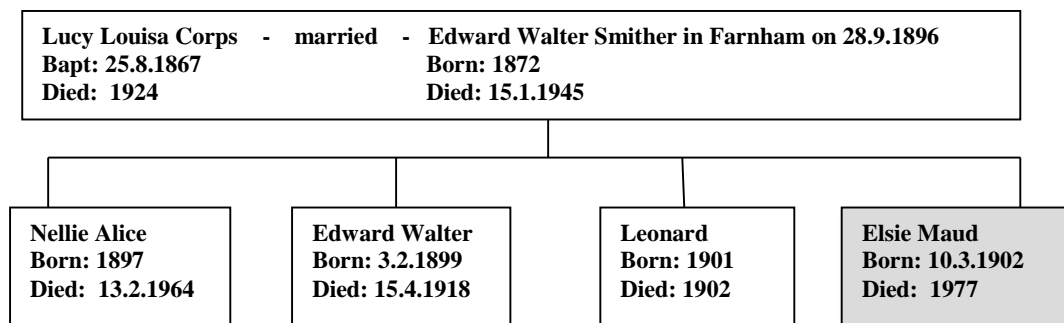 Lucy Louisa Corps - married - Edward Walter Smither in Farnham on 28.9.1896
Bapt: 25.8.1867 Born: 1872
Died: 1924 Died: 15.1.1945
Nellie Alice
Born: 1897
Died: 13.2.1964
Edward Walter
Born: 3.2.1899
Died: 15.4.1918
Leonard
Born: 1901
Died: 1902
Elsie Maud
Born: 10.3.1902
Died: 1977